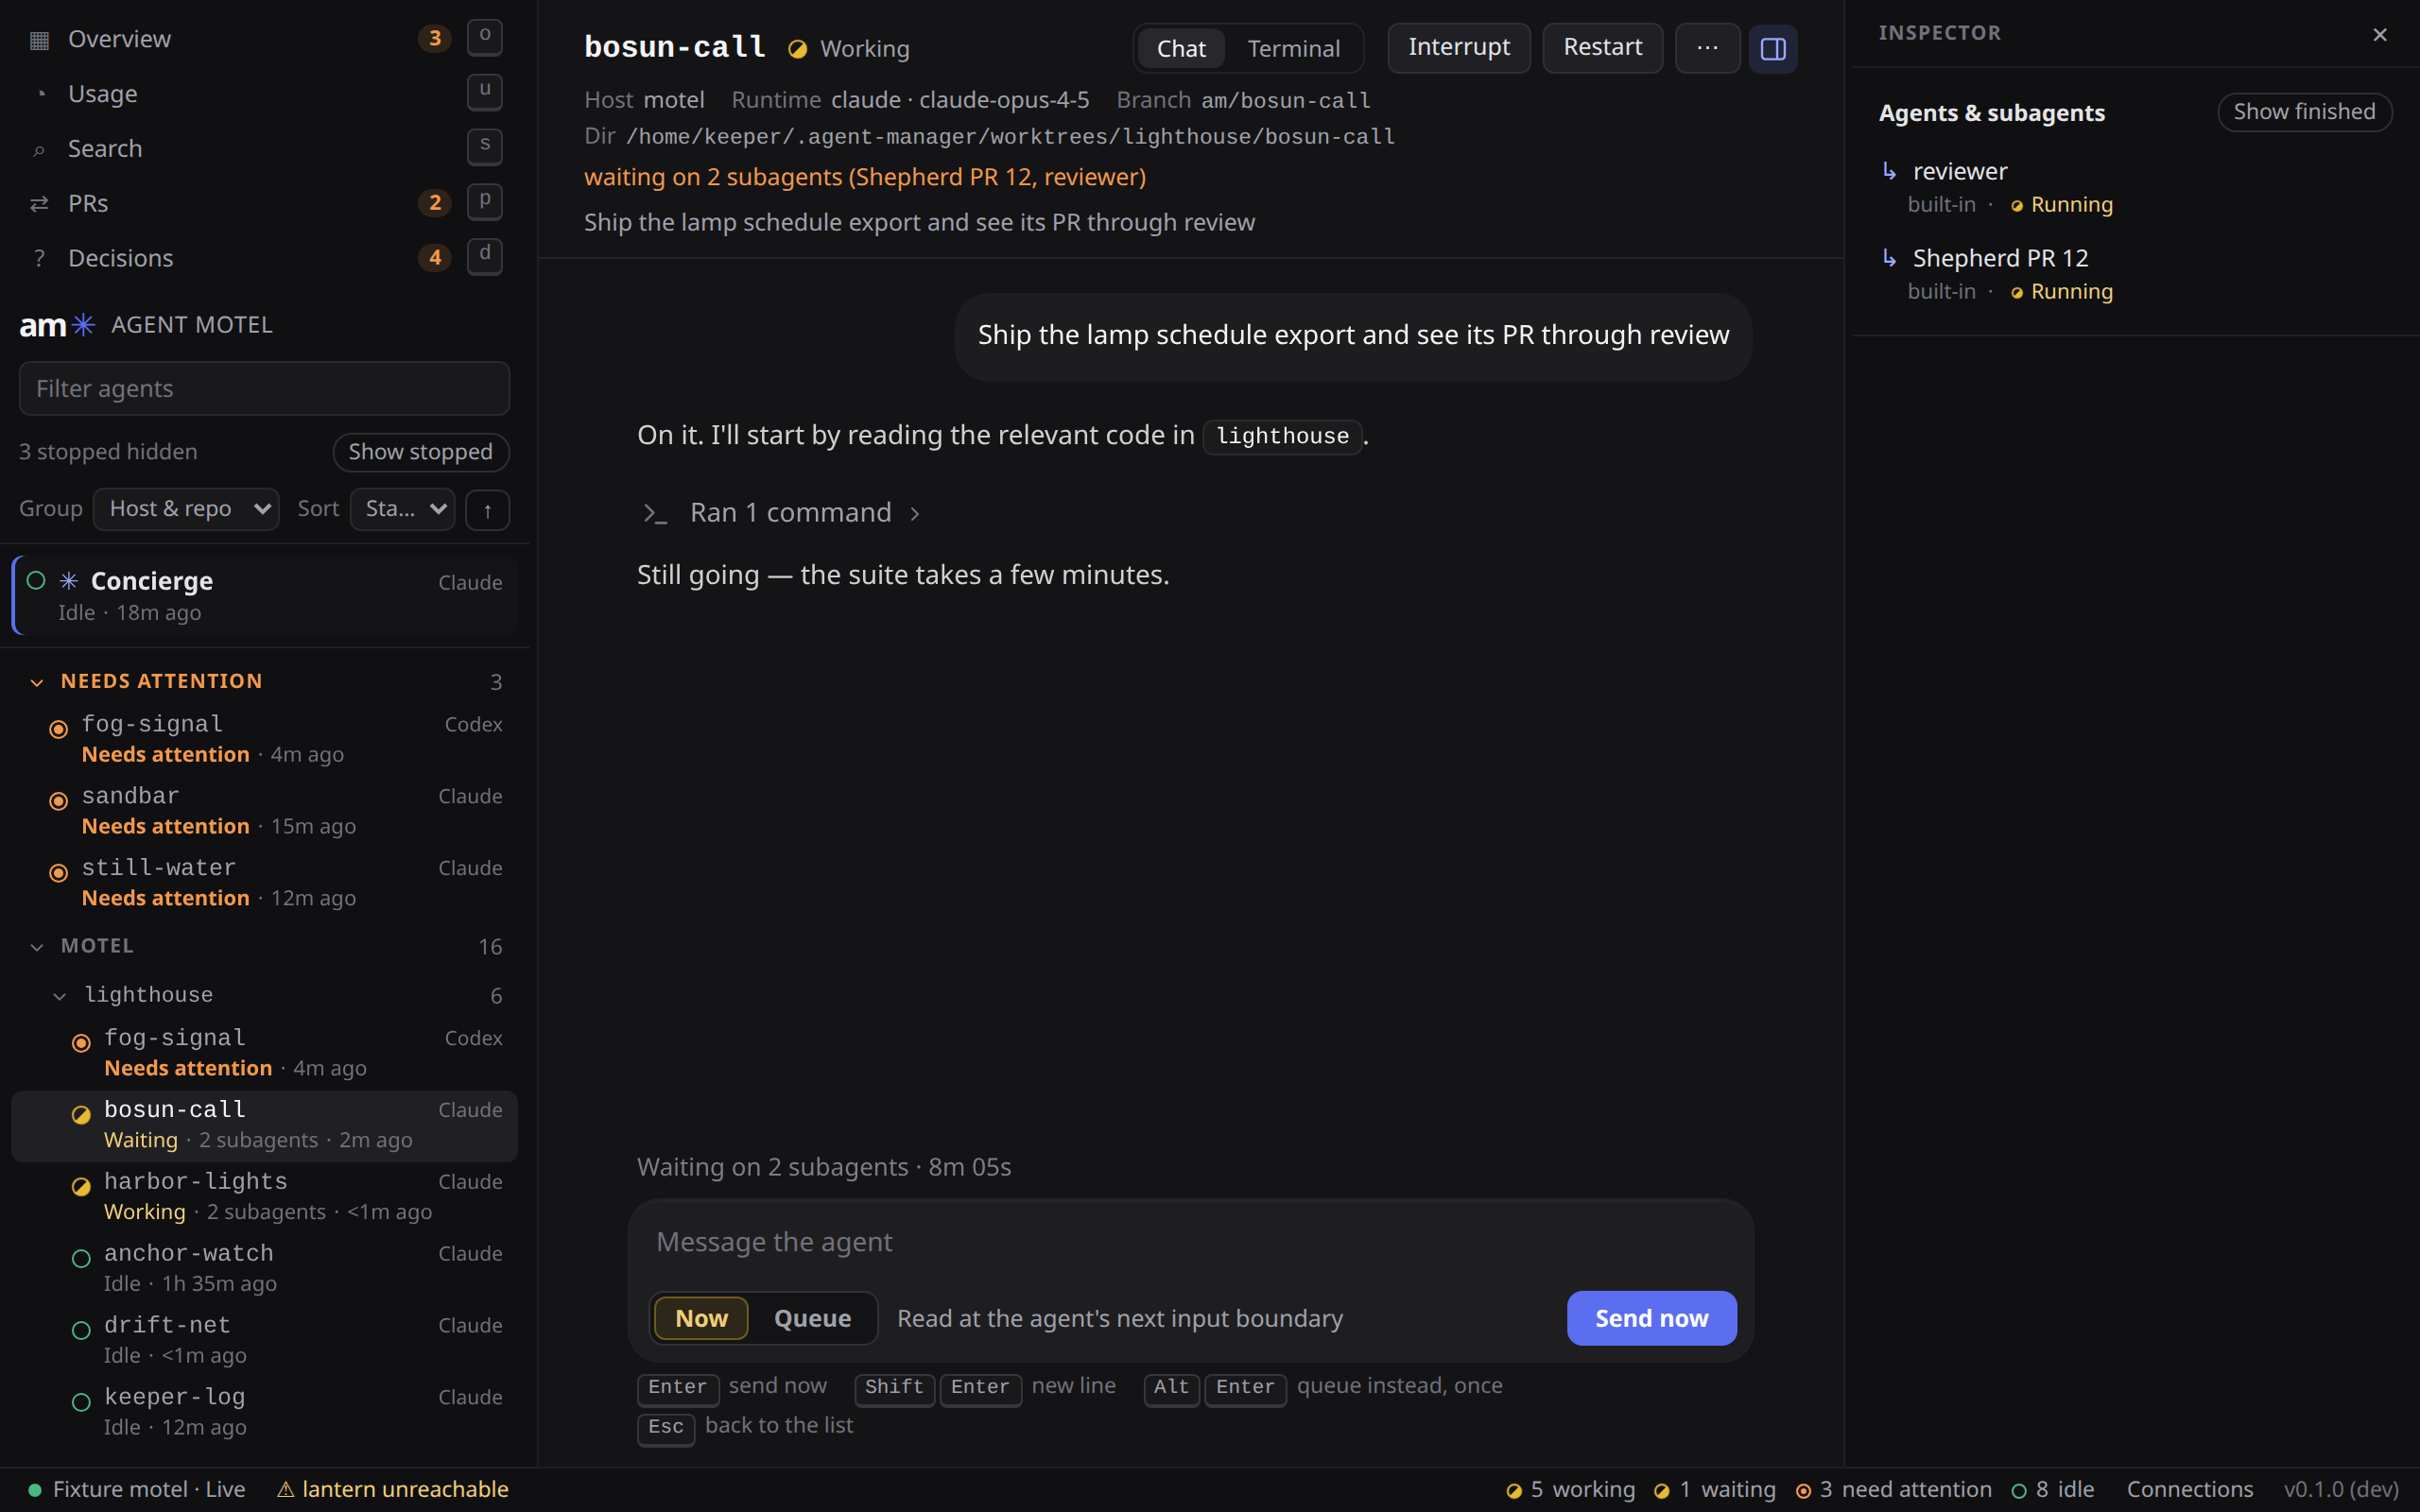 Overview 3 o
Usage u
Search s
PRs 2 p
? Decisions 4 d
am AGENT MOTEL
Filter agents
3 stopped hidden Show stopped
Group Host & repo Sort Sta... ↑
Concierge Claude
Idle · 18m ago
NEEDS ATTENTION 3
fog-signal Codex
Needs attention · 4m ago
sandbar Claude
Needs attention · 15m ago
still-water Claude
Needs attention · 12m ago
MOTEL 16
lighthouse 6
fog-signal Codex
Needs attention · 4m ago
bosun-call Claude
Waiting · 2 subagents · 2m ago
harbor-lights Claude
Working · 2 subagents · <1m ago
anchor-watch Claude
Idle · 1h 35m ago
drift-net Claude
Idle · <1m ago
keeper-log Claude
Idle · 12m ago
bosun-call Working Chat Terminal Interrupt Restart ···
Host motel Runtime claude · claude-opus-4-5 Branch am/bosun-call
Dir /home/keeper/.agent-manager/worktrees/lighthouse/bosun-call
waiting on 2 subagents (Shepherd PR 12, reviewer)
Ship the lamp schedule export and see its PR through review
Ship the lamp schedule export and see its PR through review
On it. I'll start by reading the relevant code in lighthouse.
Ran 1 command
Still going — the suite takes a few minutes.
Waiting on 2 subagents · 8m 05s
Message the agent
Now Queue Read at the agent's next input boundary Send now
Enter send now Shift Enter new line Alt Enter queue instead, once
Esc back to the list
INSPECTOR ×
Agents & subagents Show finished
↳ reviewer
built-in · Running
↳ Shepherd PR 12
built-in · Running
Fixture motel · Live ⚠ lantern unreachable 5 working 1 waiting 3 need attention 8 idle Connections v0.1.0 (dev)